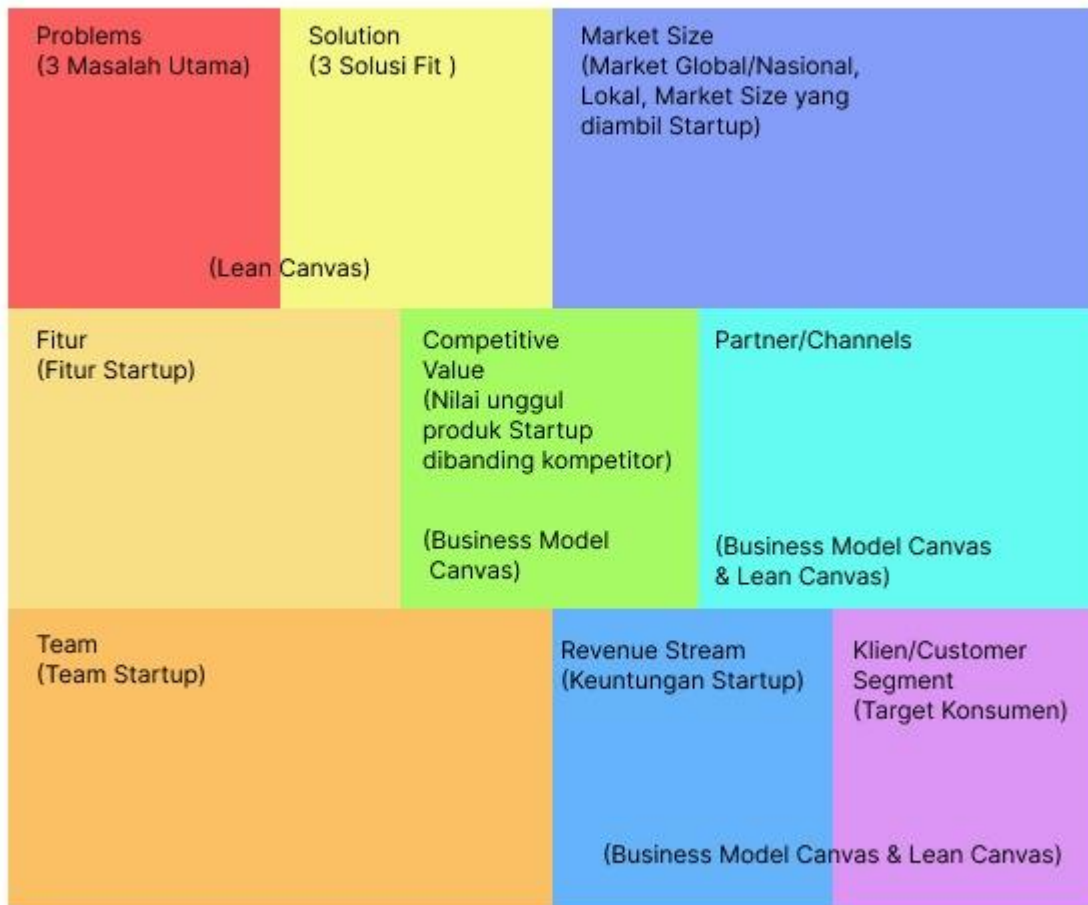 Problems
(3 Masalah Utama)
Solution
(3 Solusi Fit )
Market Size
(Market Global/Nasional,
Lokal, Market Size yang
diambil Startup)
(Lean Canvas)
Fitur
(Fitur Startup)
Competitive
Value
(Nilai unggul
produk Startup
dibanding kompetitor)
(Business Model
Canvas)
Partner/Channels
(Business Model Canvas
& Lean Canvas)
Team
(Team Startup)
Revenue Stream
(Keuntungan Startup)
Klien/Customer
Segment
(Target Konsumen)
(Business Model Canvas & Lean Canvas)